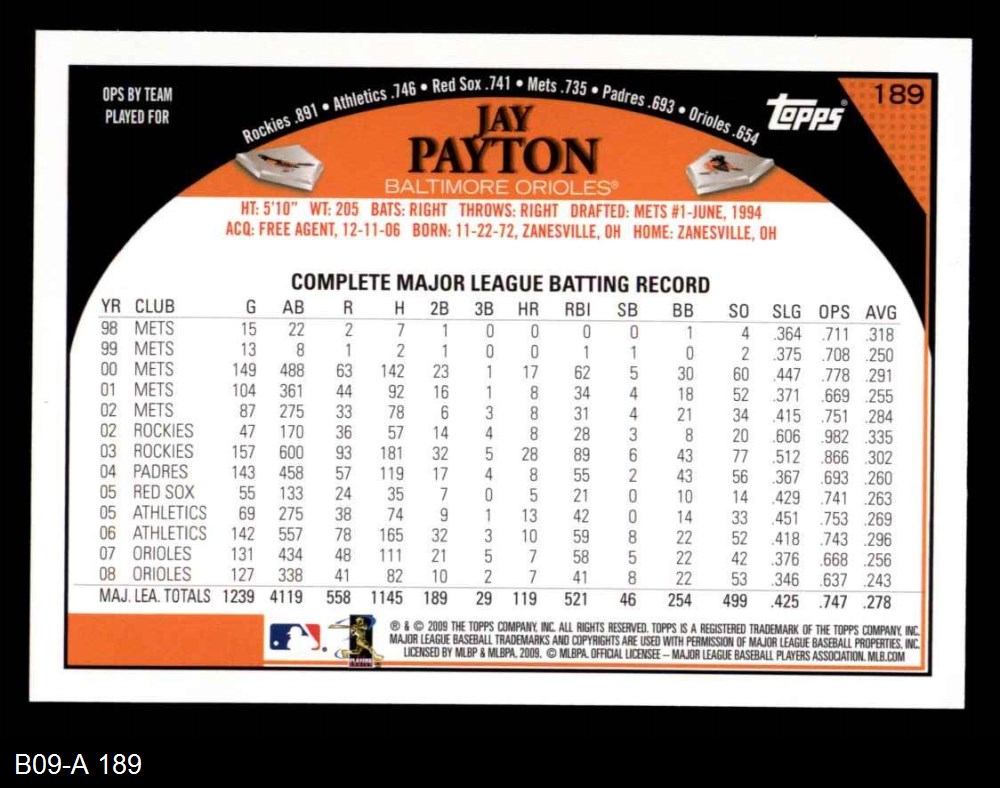 OPS BY TEAM
PLAYED FOR
Rockies .891 • Athletics .746 • Red Sox .741 • Mets .735 • Padres .693 • Orioles .654
Topps®
189
JAY
PAYTON
BALTIMORE ORIOLES®
HT: 5'10" WT: 205 BATS: RIGHT THROWS: RIGHT DRAFTED: METS #1-JUNE, 1994
ACQ: FREE AGENT, 12-11-06 BORN: 11-22-72, ZANESVILLE, OH HOME: ZANESVILLE, OH
COMPLETE MAJOR LEAGUE BATTING RECORD
YR CLUB G AB R H 2B 3B HR RBI SB BB SO SLG OPS AVG
98 METS 15 22 2 7 1 0 0 0 0 1 4 .364 .711 .318
99 METS 13 8 1 2 1 0 0 1 1 0 2 .375 .708 .250
00 METS 149 488 63 142 23 1 17 62 5 30 60 .447 .778 .291
01 METS 104 361 44 92 16 1 8 34 4 18 52 .371 .669 .255
02 METS 87 275 33 78 6 3 8 31 4 21 34 .415 .751 .284
02 ROCKIES 47 170 36 57 14 4 8 28 3 8 20 .606 .982 .335
03 ROCKIES 157 600 93 181 32 5 28 89 6 43 77 .512 .866 .302
04 PADRES 143 458 57 119 17 4 8 55 2 43 56 .367 .693 .260
05 RED SOX 55 133 24 35 7 0 5 21 0 10 14 .429 .741 .263
05 ATHLETICS 69 275 38 74 9 1 13 42 0 14 33 .451 .753 .269
06 ATHLETICS 142 557 78 165 32 3 10 59 8 22 52 .418 .743 .296
07 ORIOLES 131 434 48 111 21 5 7 58 5 22 42 .376 .668 .256
08 ORIOLES 127 338 41 82 10 2 7 41 8 22 53 .346 .637 .243
MAJ. LEA. TOTALS 1239 4119 558 1145 189 29 119 521 46 254 499 .425 .747 .278
® & © 2009 THE TOPPS COMPANY, INC. ALL RIGHTS RESERVED. TOPPS IS A REGISTERED TRADEMARK OF THE TOPPS COMPANY, INC.
MAJOR LEAGUE BASEBALL TRADEMARKS AND COPYRIGHTS ARE USED WITH PERMISSION OF MAJOR LEAGUE BASEBALL PROPERTIES, INC.
LICENSED BY MLBP & MLBPA. 2009. © MLBPA. OFFICIAL LICENSEE – MAJOR LEAGUE BASEBALL PLAYERS ASSOCIATION. MLB.COM
B09-A 189